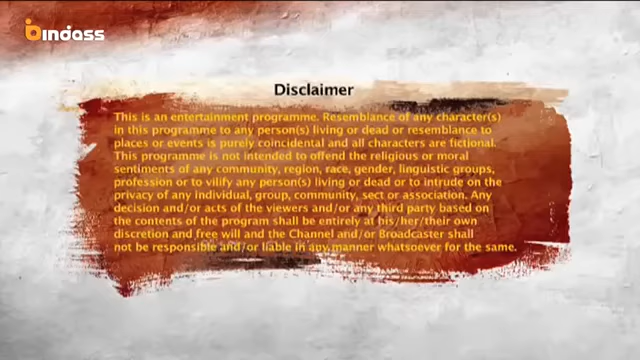 bindass
Disclaimer
This is an entertainment programme. Resemblance of any character(s)
in this programme to any person(s) living or dead or resemblance to
places or events is purely coincidental and all characters are fictional.
This programme is not intended to offend the religious or moral
sentiments of any community, region, race, gender, linguistic groups,
profession or to vilify any person(s) living or dead or to intrude on the
privacy of any individual, group, community, sect or association. Any
decision and/or acts of the viewers and/or any third party based on
the contents of the program shall be entirely at his/her/their own
discretion and free will and the Channel and/or Broadcaster shall
not be responsible and/or liable in any manner whatsoever for the same.